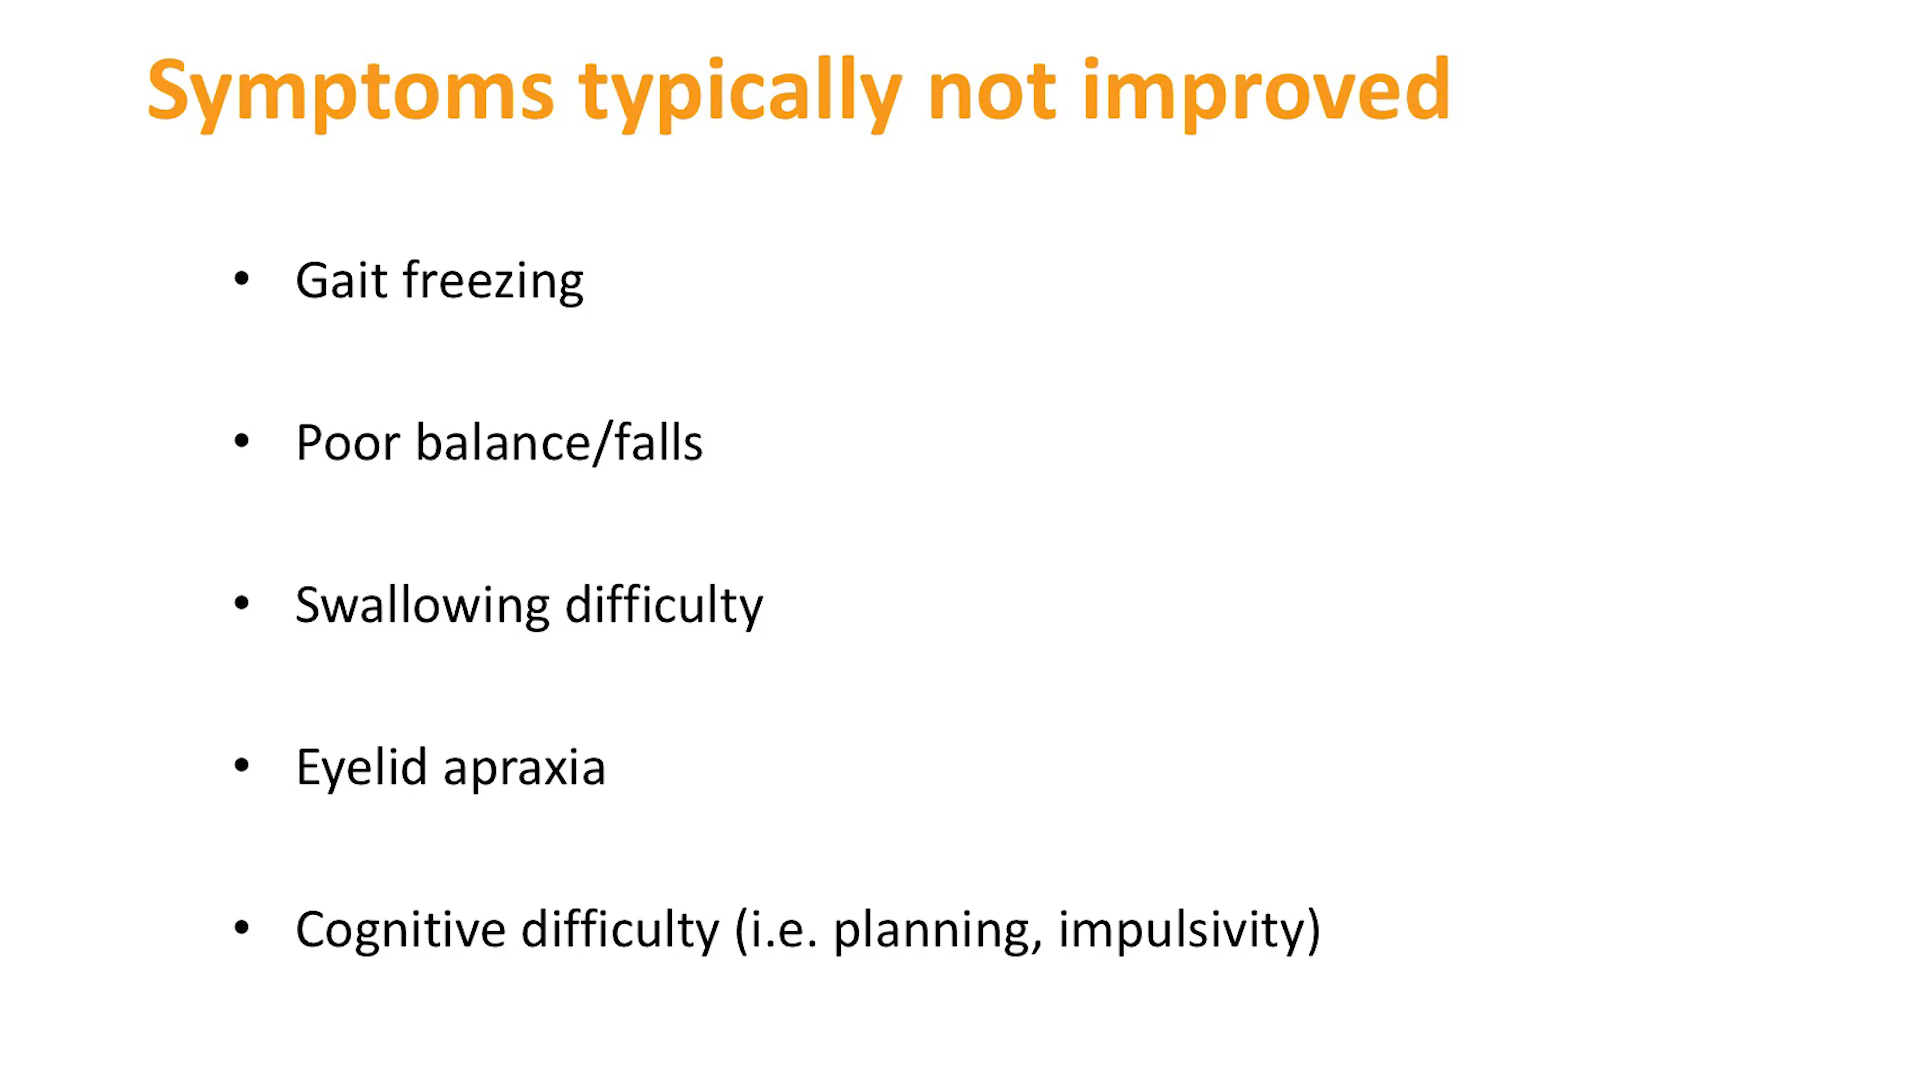 Symptoms typically not improved
• Gait freezing
• Poor balance/falls
• Swallowing difficulty
• Eyelid apraxia
• Cognitive difficulty (i.e. planning, impulsivity)